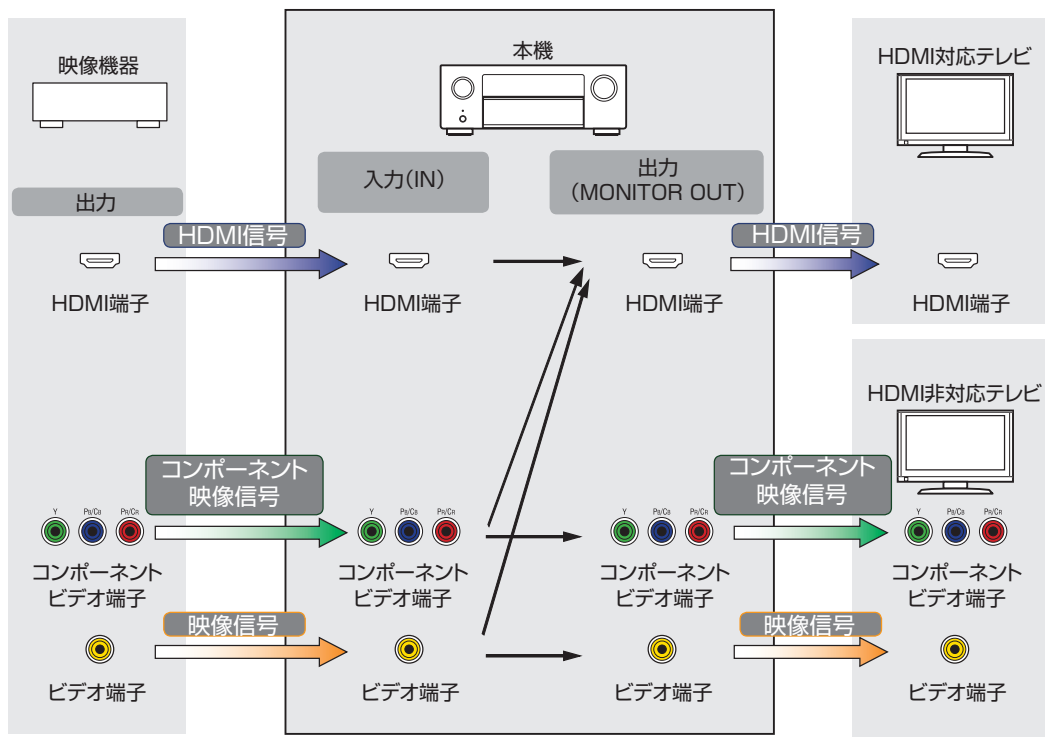 映像機器
本機
HDMI対応テレビ
入力(IN)
出力
(MONITOR OUT)
出力
HDMI信号
HDMI信号
HDMI端子
HDMI端子
HDMI端子
HDMI端子
HDMI非対応テレビ
コンポーネント
映像信号
コンポーネント
映像信号
Y PB/CB PR/CR
Y PB/CB PR/CR
Y PB/CB PR/CR
Y PB/CB PR/CR
コンポーネント
ビデオ端子
コンポーネント
ビデオ端子
コンポーネント
ビデオ端子
コンポーネント
ビデオ端子
映像信号
映像信号
ビデオ端子
ビデオ端子
ビデオ端子
ビデオ端子